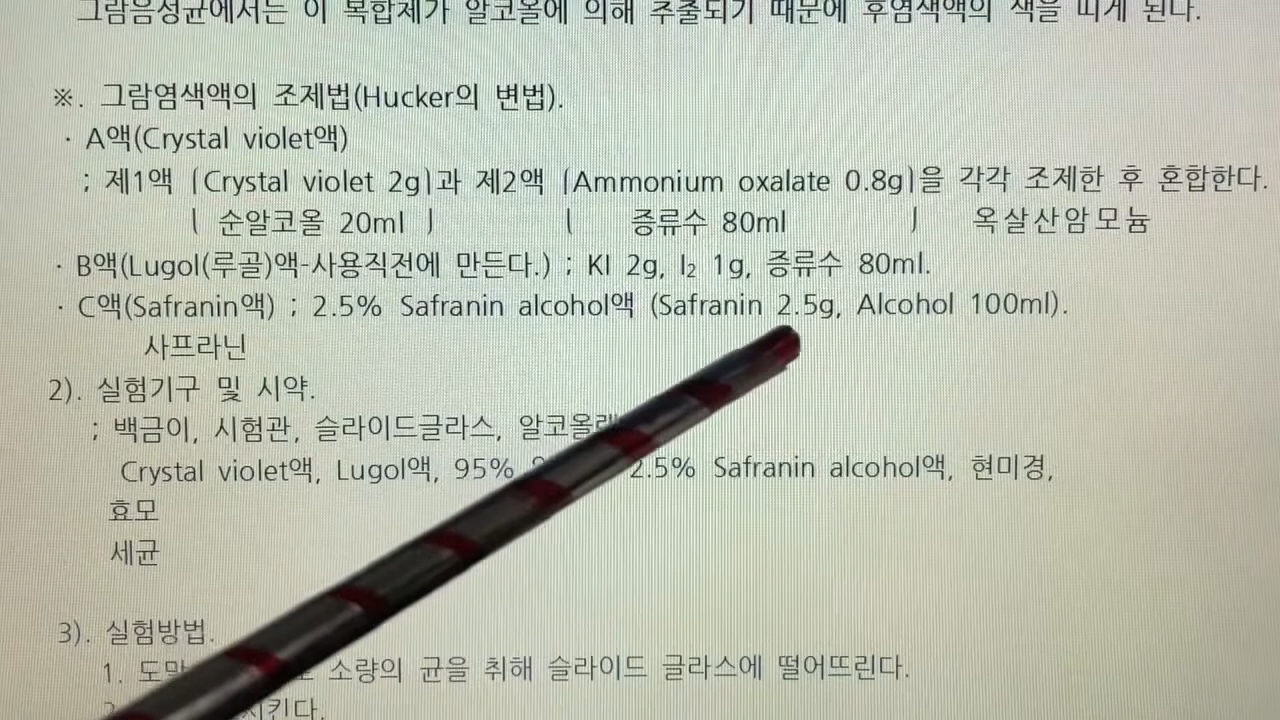 그람음성균에서는 이 복합체가 알코올에 의해 추출되기 때문에 후염색액의 색을 띠게 된다.
※. 그람염색액의 조제법(Hucker의 변법).
· A액(Crystal violet액)
; 제1액 ⌈Crystal violet 2g⌉과 제2액 ⌈Ammonium oxalate 0.8g⌉을 각각 조제한 후 혼합한다.
⌊ 순알코올 20ml ⌋ ⌊ 증류수 80ml ⌋ 옥살산암모늄
· B액(Lugol(루골)액-사용직전에 만든다.) ; KI 2g, I₂ 1g, 증류수 80ml.
· C액(Safranin액) ; 2.5% Safranin alcohol액 (Safranin 2.5g, Alcohol 100ml).
사프라닌
2). 실험기구 및 시약.
; 백금이, 시험관, 슬라이드글라스,
Crystal violet액, Lugol액, 95% 2.5% Safranin alcohol액, 현미경,
효모
세균
3). 실험방법.
1. 소량의 균을 취해 슬라이드 글라스에 떨어뜨린다.